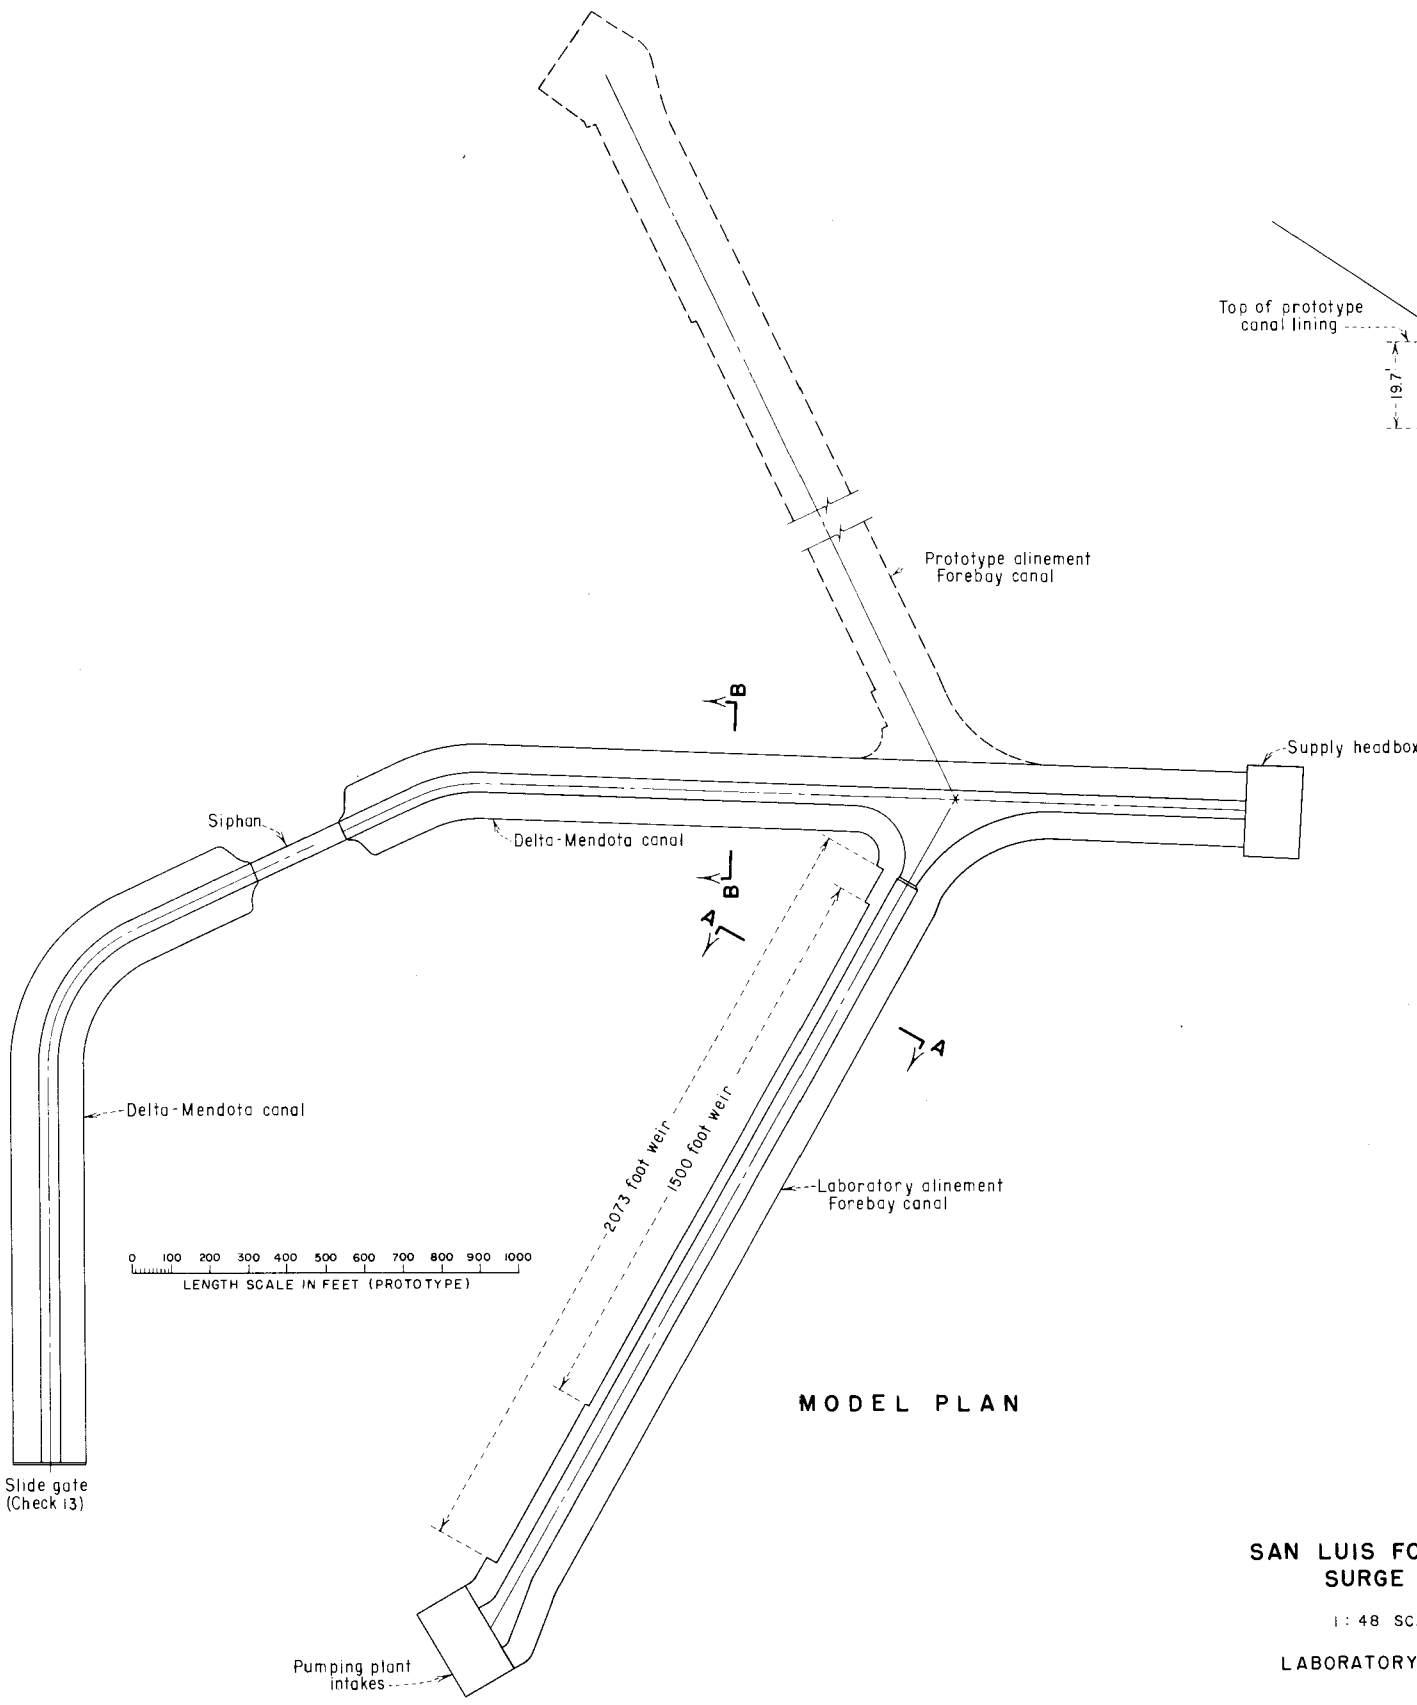 Top of prototype
canal lining
19.7'
Prototype alinement
Forebay canal
B
Supply headbox
Siphon
Delta-Mendota canal
B
A
A
Delta-Mendota canal
2073 foot weir
1500 foot weir
Laboratory alinement
Forebay canal
0 100 200 300 400 500 600 700 800 900 1000
LENGTH SCALE IN FEET (PROTOTYPE)
MODEL PLAN
Slide gate
(Check 13)
SAN LUIS FO
SURGE
1:48 SC
LABORATORY
Pumping plant
intakes